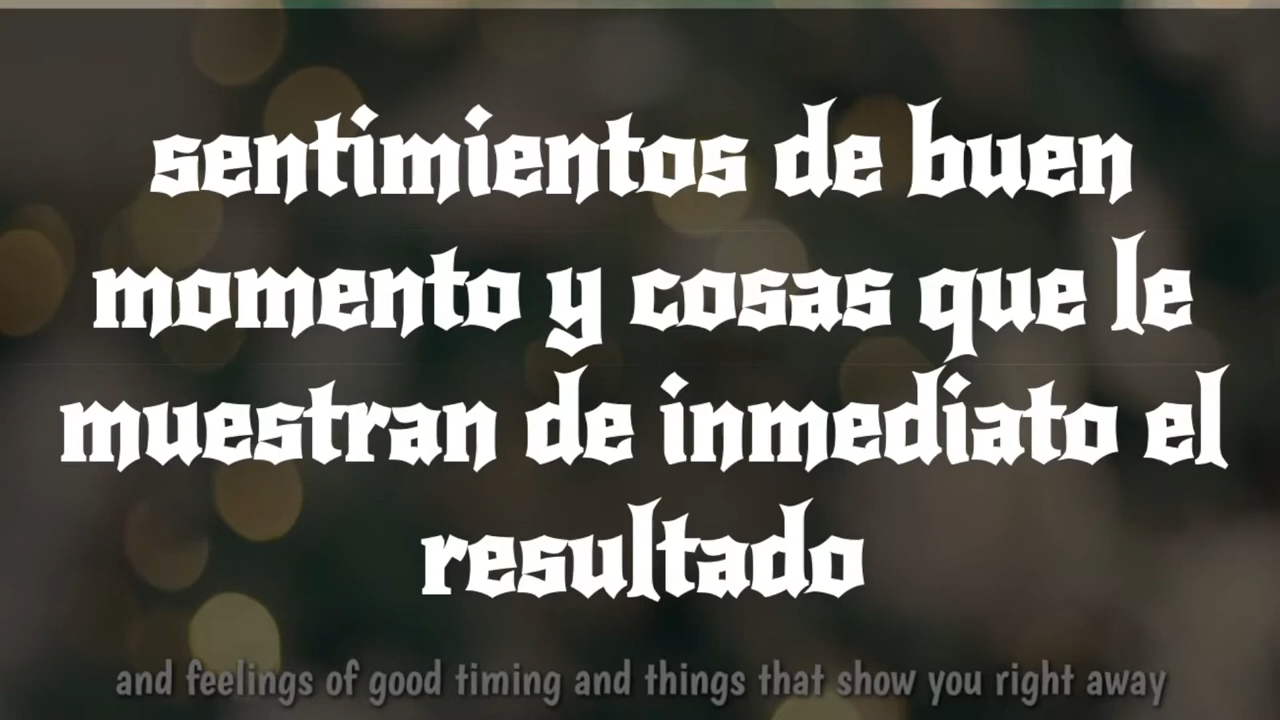 sentimientos de buen
momento y cosas que le
muestran de inmediato el
resultado
and feelings of good timing and things that show you right away